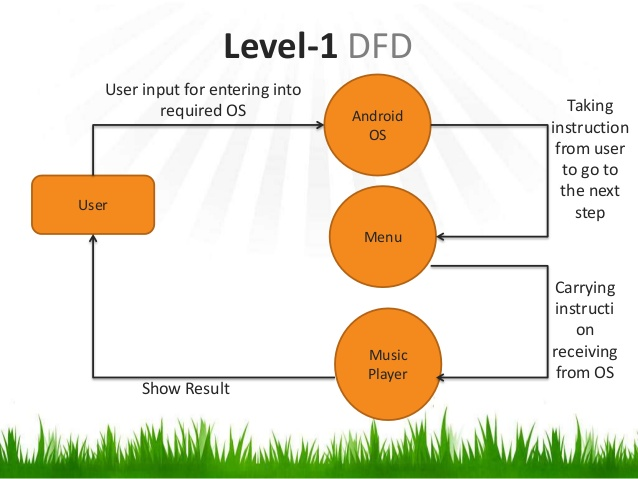 Level-1 DFD
User input for entering into
required OS
Android
OS
Taking
instruction
from user
to go to
the next
step
User
Menu
Carrying
instructi
on
receiving
from OS
Music
Player
Show Result